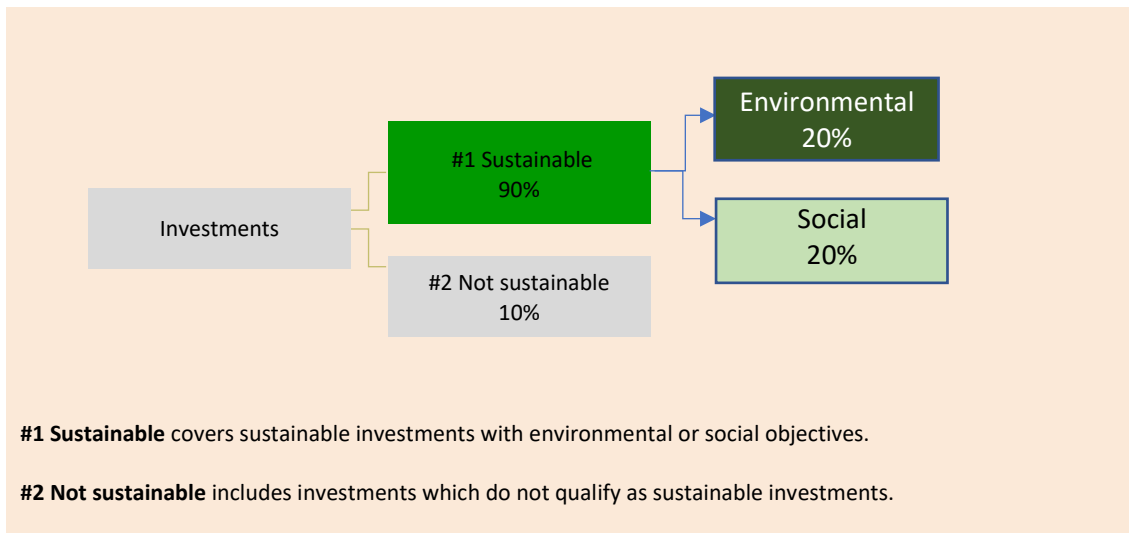 Environmental
20%
#1 Sustainable
90%
Social
20%
Investments
#2 Not sustainable
10%
#1 Sustainable covers sustainable investments with environmental or social objectives.
#2 Not sustainable includes investments which do not qualify as sustainable investments.